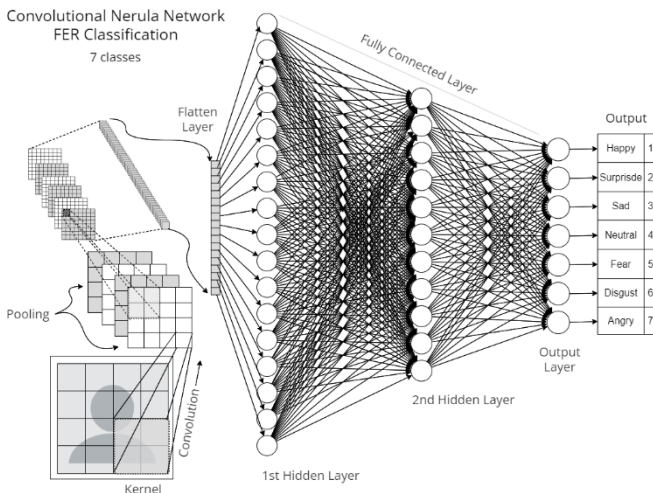 Convolutional Nerula Network
FER Classification
7 classes
Fully Connected Layer
Flatten
Layer
Output
Happy 1
Surprisde 2
Sad 3
Neutral 4
Fear 5
Disgust 6
Angry 7
Pooling
Convolution
Output
Layer
2nd Hidden Layer
1st Hidden Layer
Kernel